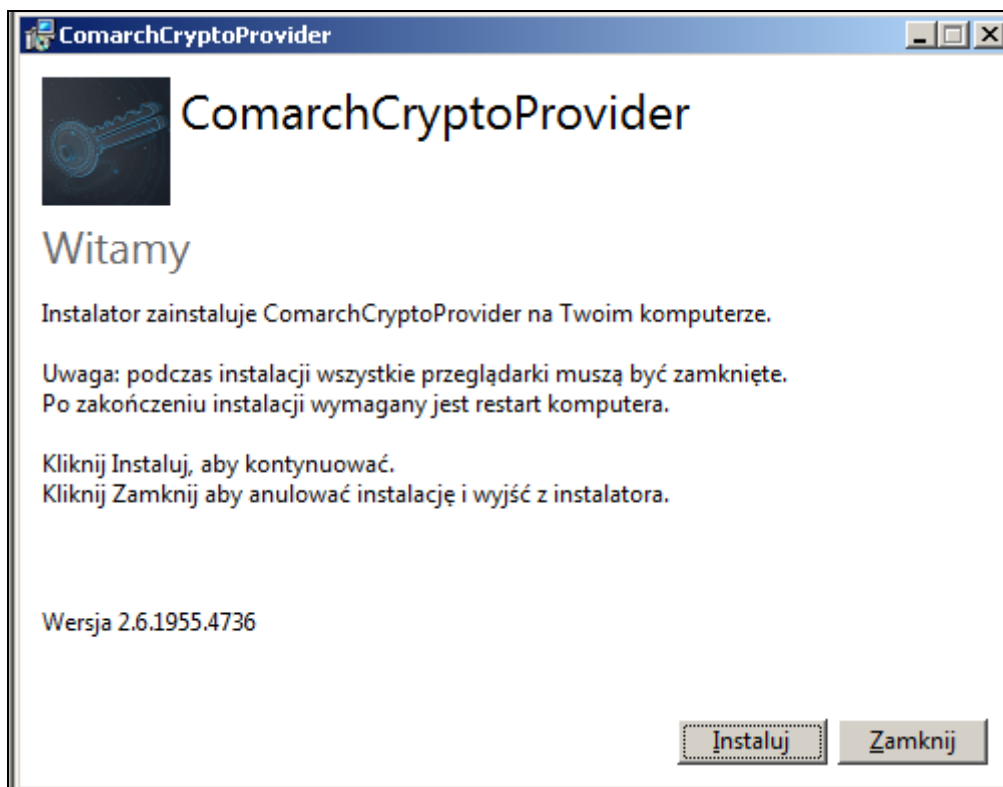 ComarchCryptoProvider
ComarchCryptoProvider
Witamy
Instalator zainstaluje ComarchCryptoProvider na Twoim komputerze.
Uwaga: podczas instalacji wszystkie przeglądarki muszą być zamknięte.
Po zakończeniu instalacji wymagany jest restart komputera.
Kliknij Instaluj, aby kontynuować.
Kliknij Zamknij aby anulować instalację i wyjść z instalatora.
Wersja 2.6.1955.4736
Instaluj Zamknij